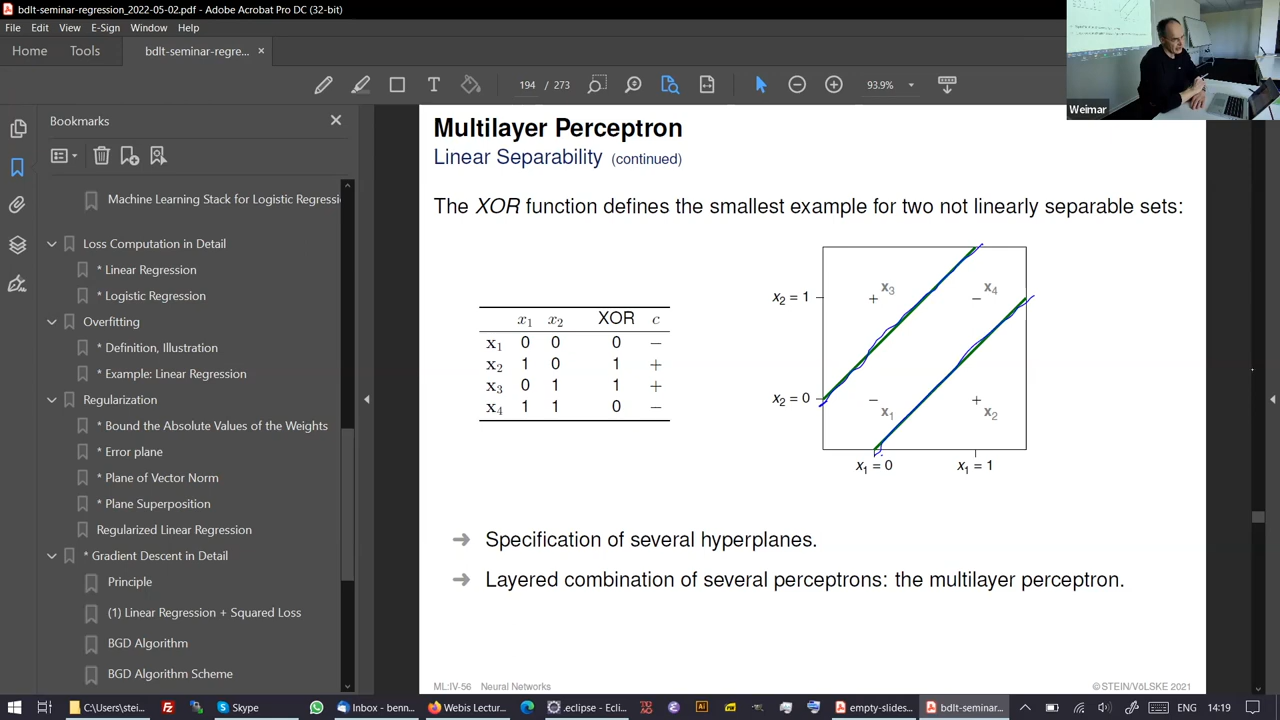 bdlt-seminar-regression_2022-05-02.pdf - Adobe Acrobat Pro DC (32-bit)
File Edit View E-Sign Window Help
Home Tools bdlt-seminar-regre... ×
194 / 273 93.9%
Weimar
Bookmarks
Machine Learning Stack for Logistic Regressi
Loss Computation in Detail
* Linear Regression
* Logistic Regression
Overfitting
* Definition, Illustration
* Example: Linear Regression
Regularization
* Bound the Absolute Values of the Weights
* Error plane
* Plane of Vector Norm
* Plane Superposition
Regularized Linear Regression
* Gradient Descent in Detail
Principle
(1) Linear Regression + Squared Loss
BGD Algorithm
BGD Algorithm Scheme
Multilayer Perceptron
Linear Separability (continued)
The XOR function defines the smallest example for two not linearly separable sets:
x₁ x₂ XOR c
x₁ 0 0 0 −
x₂ 1 0 1 +
x₃ 0 1 1 +
x₄ 1 1 0 −
x₂ = 1 + x₃ − x₄
x₂ = 0 − x₁ + x₂
x₁ = 0 x₁ = 1
➜ Specification of several hyperplanes.
➜ Layered combination of several perceptrons: the multilayer perceptron.
ML:IV-56 Neural Networks ©STEIN/VÖLSKE 2021
C:\Users\stei... Skype Inbox - benn... Webis Lectur... .eclipse - Ecli... empty-slides... bdlt-seminar... ENG 14:19